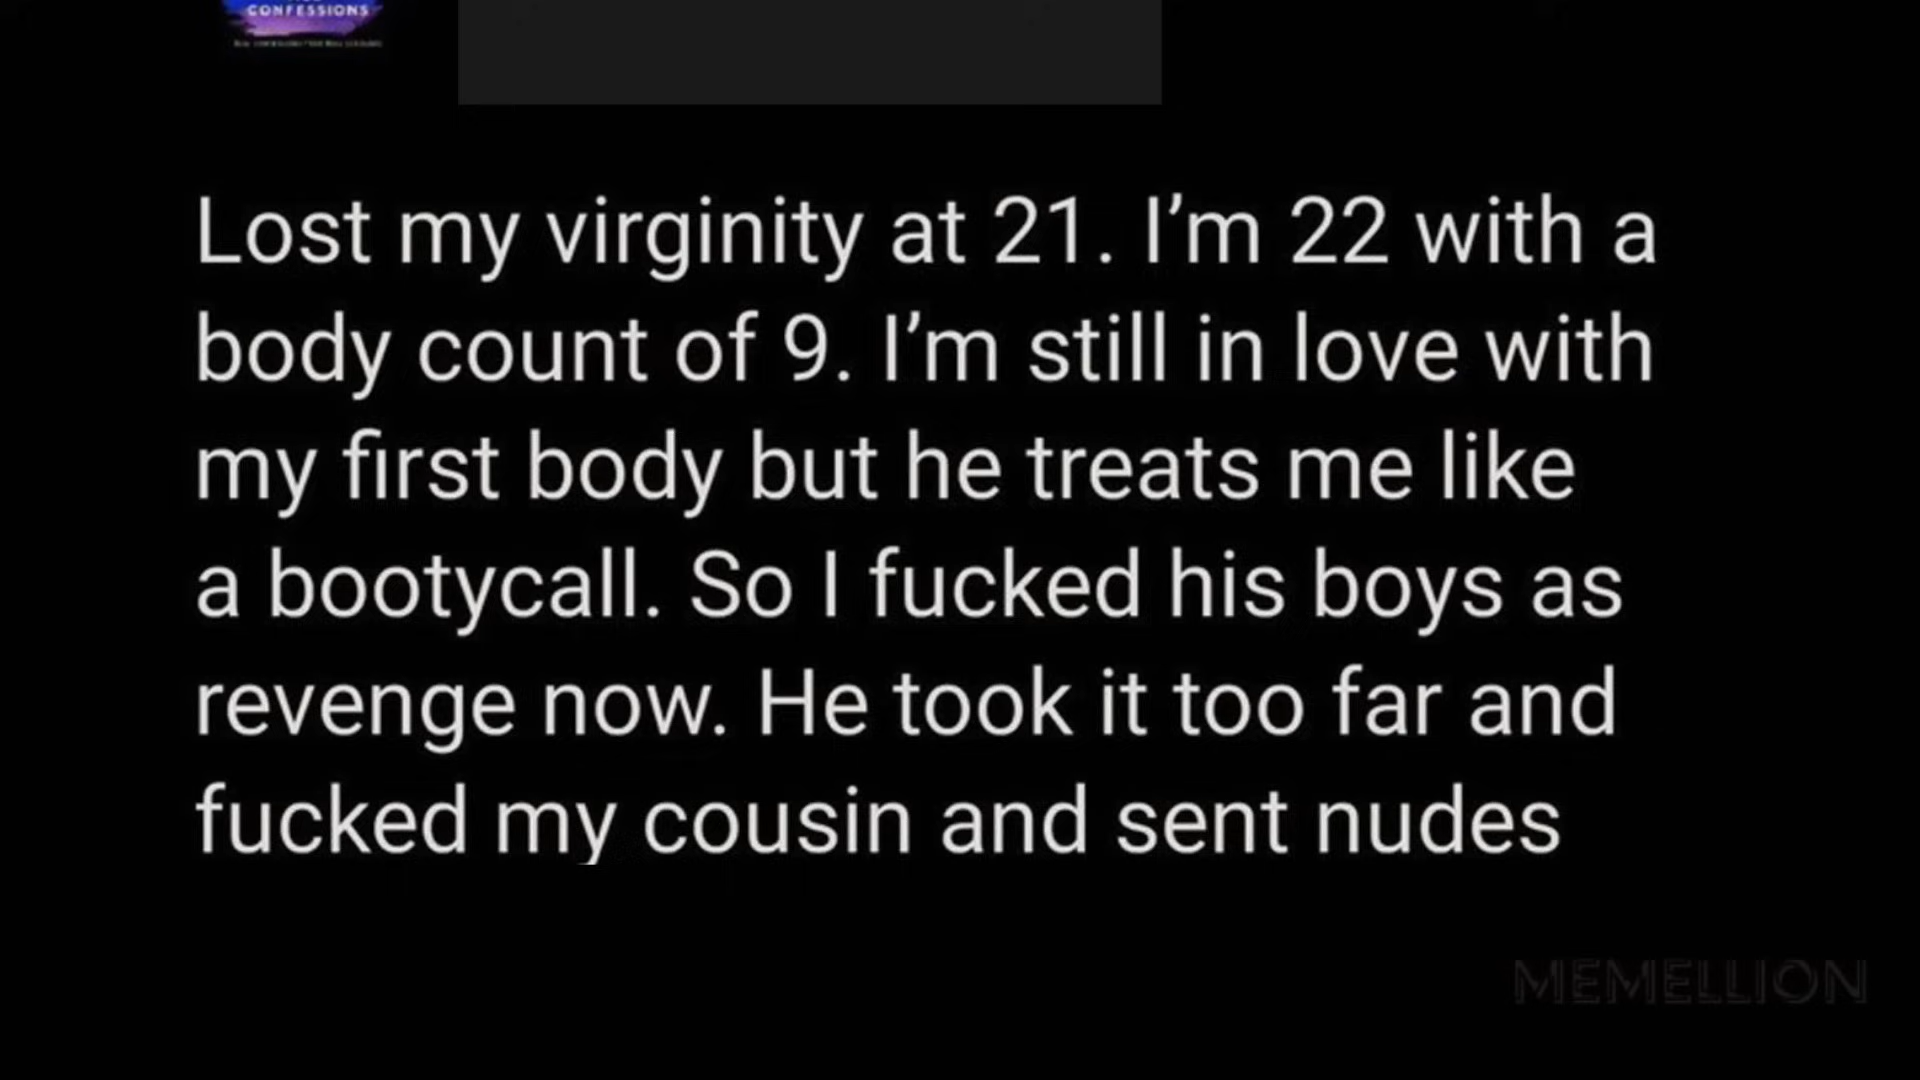 CONFESSIONS
Lost my virginity at 21. I’m 22 with a
body count of 9. I’m still in love with
my first body but he treats me like
a bootycall. So I fucked his boys as
revenge now. He took it too far and
fucked my cousin and sent nudes
MEMELLION